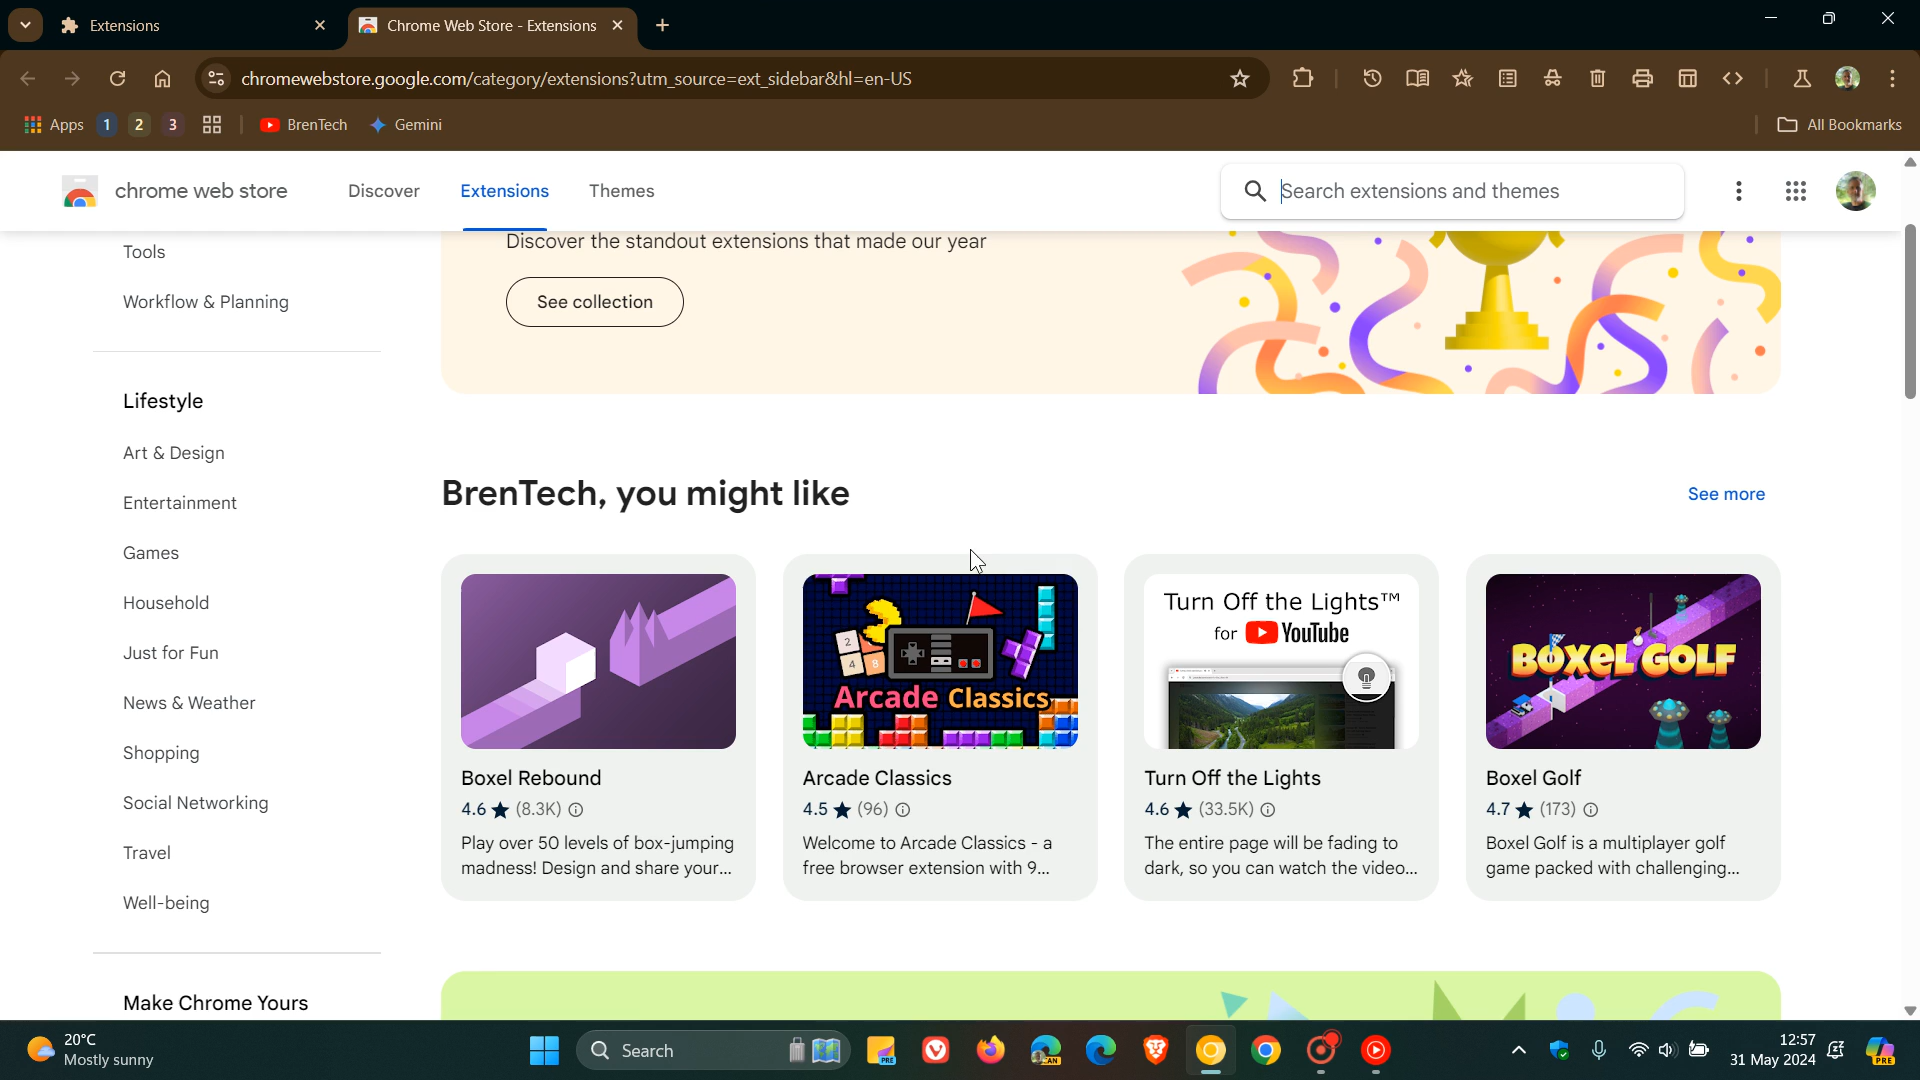 Extensions
Chrome Web Store - Extensions
chromewebstore.google.com/category/extensions?utm_source=ext_sidebar&hl=en-US
Apps 1 2 3 BrenTech Gemini All Bookmarks
chrome web store Discover Extensions Themes Search extensions and themes
Tools
Workflow & Planning
Lifestyle
Art & Design
Entertainment
Games
Household
Just for Fun
News & Weather
Shopping
Social Networking
Travel
Well-being
Make Chrome Yours
Discover the standout extensions that made our year
See collection
BrenTech, you might like
See more
Boxel Rebound
4.6 (8.3K)
Play over 50 levels of box-jumping
madness! Design and share your...
2
4 8
Arcade Classics
Arcade Classics
4.5 (96)
Welcome to Arcade Classics - a
free browser extension with 9...
Turn Off the Lights™
for YouTube
Turn Off the Lights
4.6 (33.5K)
The entire page will be fading to
dark, so you can watch the video...
BOXEL GOLF
Boxel Golf
4.7 (173)
Boxel Golf is a multiplayer golf
game packed with challenging...
20°C
Mostly sunny
Search
PRE
CAN
12:57
31 May 2024
PRE